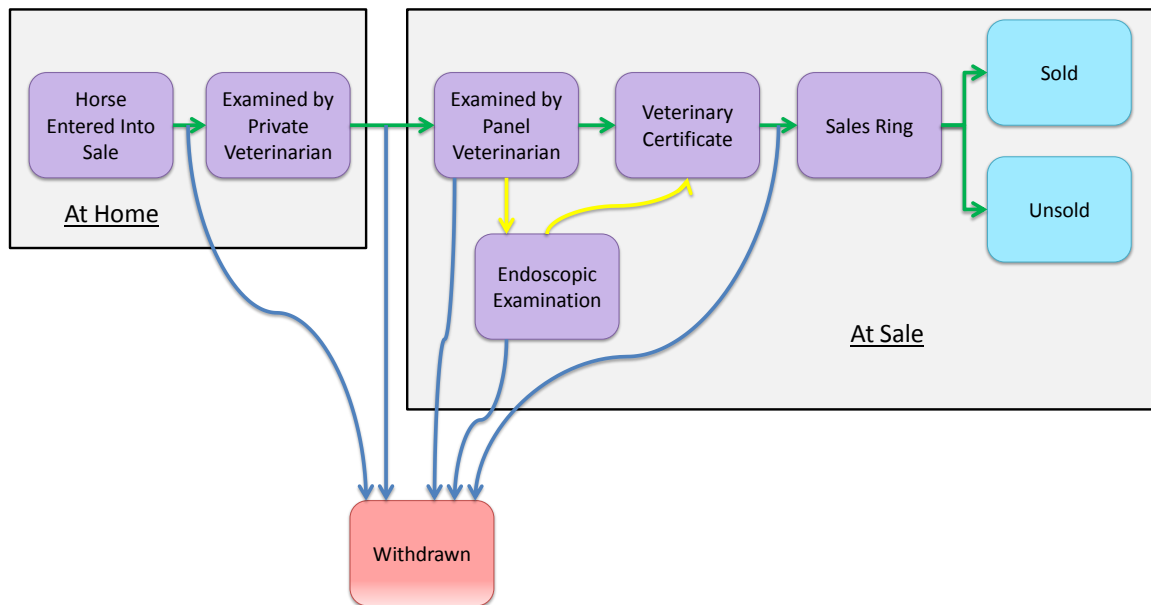 Horse
Entered Into
Sale
Examined by
Private
Veterinarian
At Home
Examined by
Panel
Veterinarian
Veterinary
Certificate
Sales Ring
Sold
Unsold
Endoscopic
Examination
At Sale
Withdrawn